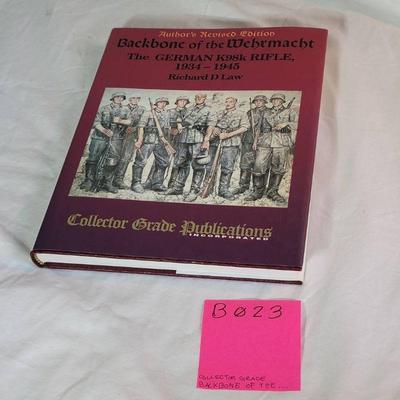 Author's Revised Edition
Backbone of the Wehrmacht
The GERMAN K98k RIFLE,
1934 – 1945
Richard D Law
Collector Grade Publications
INCORPORATED
BØ23
COLLECTOR GRADE
BACKBONE OF THE...